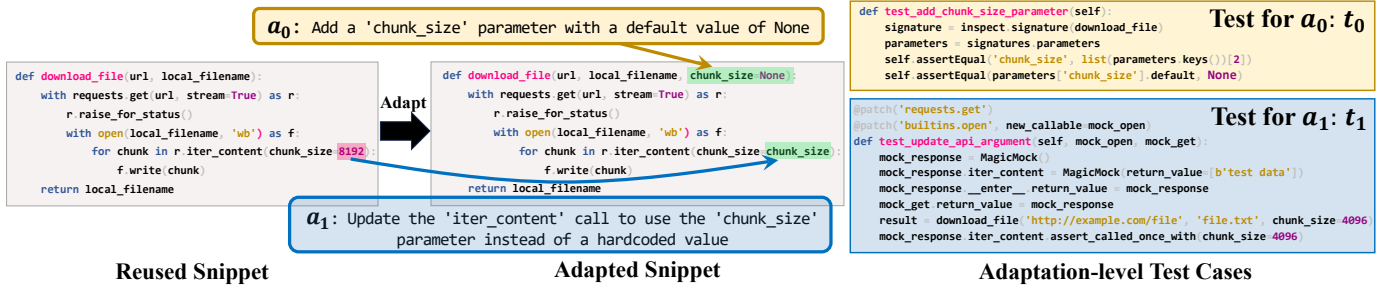 a0: Add a 'chunk_size' parameter with a default value of None
def download_file(url, local_filename):
with requests.get(url, stream=True) as r:
r.raise_for_status()
with open(local_filename, 'wb') as f:
for chunk in r.iter_content(chunk_size=8192):
f.write(chunk)
return local_filename
Reused Snippet
Adapt
def download_file(url, local_filename, chunk_size=None):
with requests.get(url, stream=True) as r:
r.raise_for_status()
with open(local_filename, 'wb') as f:
for chunk in r.iter_content(chunk_size=chunk_size):
f.write(chunk)
return local_filename
a1: Update the 'iter_content' call to use the 'chunk_size'
parameter instead of a hardcoded value
Adapted Snippet
Test for a0: t0
def test_add_chunk_size_parameter(self):
signature = inspect.signature(download_file)
parameters = signatures.parameters
self.assertEqual('chunk_size', list(parameters.keys())[2])
self.assertEqual(parameters['chunk_size'].default, None)
Test for a1: t1
@patch('requests.get')
@patch('builtins.open', new_callable=mock_open)
def test_update_api_argument(self, mock_open, mock_get):
mock_response = MagicMock()
mock_response.iter_content = MagicMock(return_value=[b'test data'])
mock_response.__enter__.return_value = mock_response
mock_get.return_value = mock_response
result = download_file('http://example.com/file', 'file.txt', chunk_size=4096)
mock_response.iter_content.assert_called_once_with(chunk_size=4096)
Adaptation-level Test Cases